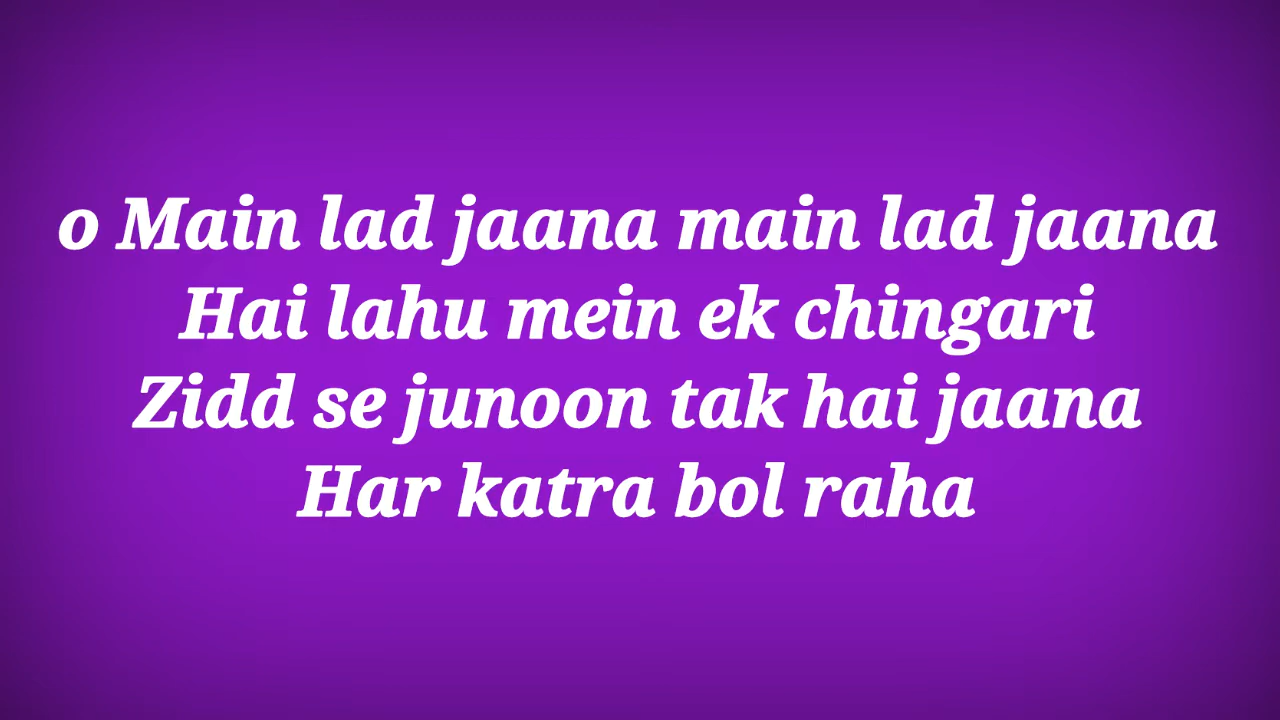 o Main lad jaana main lad jaana
Hai lahu mein ek chingari
Zidd se junoon tak hai jaana
Har katra bol raha